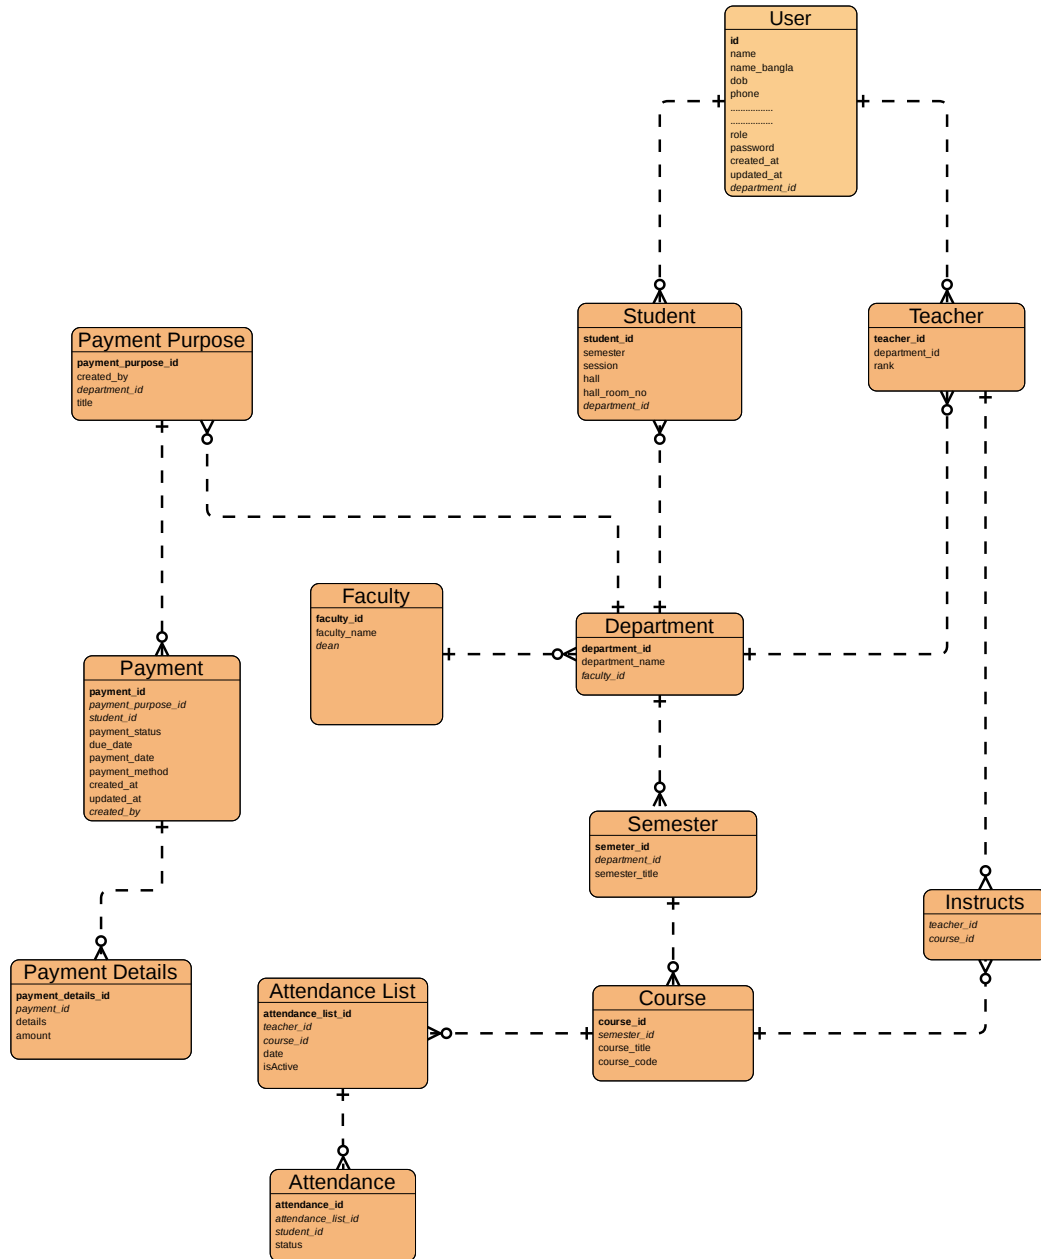 User
id
name
name_bangla
dob
phone
.................
.................
role
password
created_at
updated_at
department_id
Student
student_id
semester
session
hall
hall_room_no
department_id
Teacher
teacher_id
department_id
rank
Payment Purpose
payment_purpose_id
created_by
department_id
title
Faculty
faculty_id
faculty_name
dean
Department
department_id
department_name
faculty_id
Payment
payment_id
payment_purpose_id
student_id
payment_status
due_date
payment_date
payment_method
created_at
updated_at
created_by
Semester
semeter_id
department_id
semester_title
Instructs
teacher_id
course_id
Payment Details
payment_details_id
payment_id
details
amount
Attendance List
attendance_list_id
teacher_id
course_id
date
isActive
Course
course_id
semester_id
course_title
course_code
Attendance
attendance_id
attendance_list_id
student_id
status